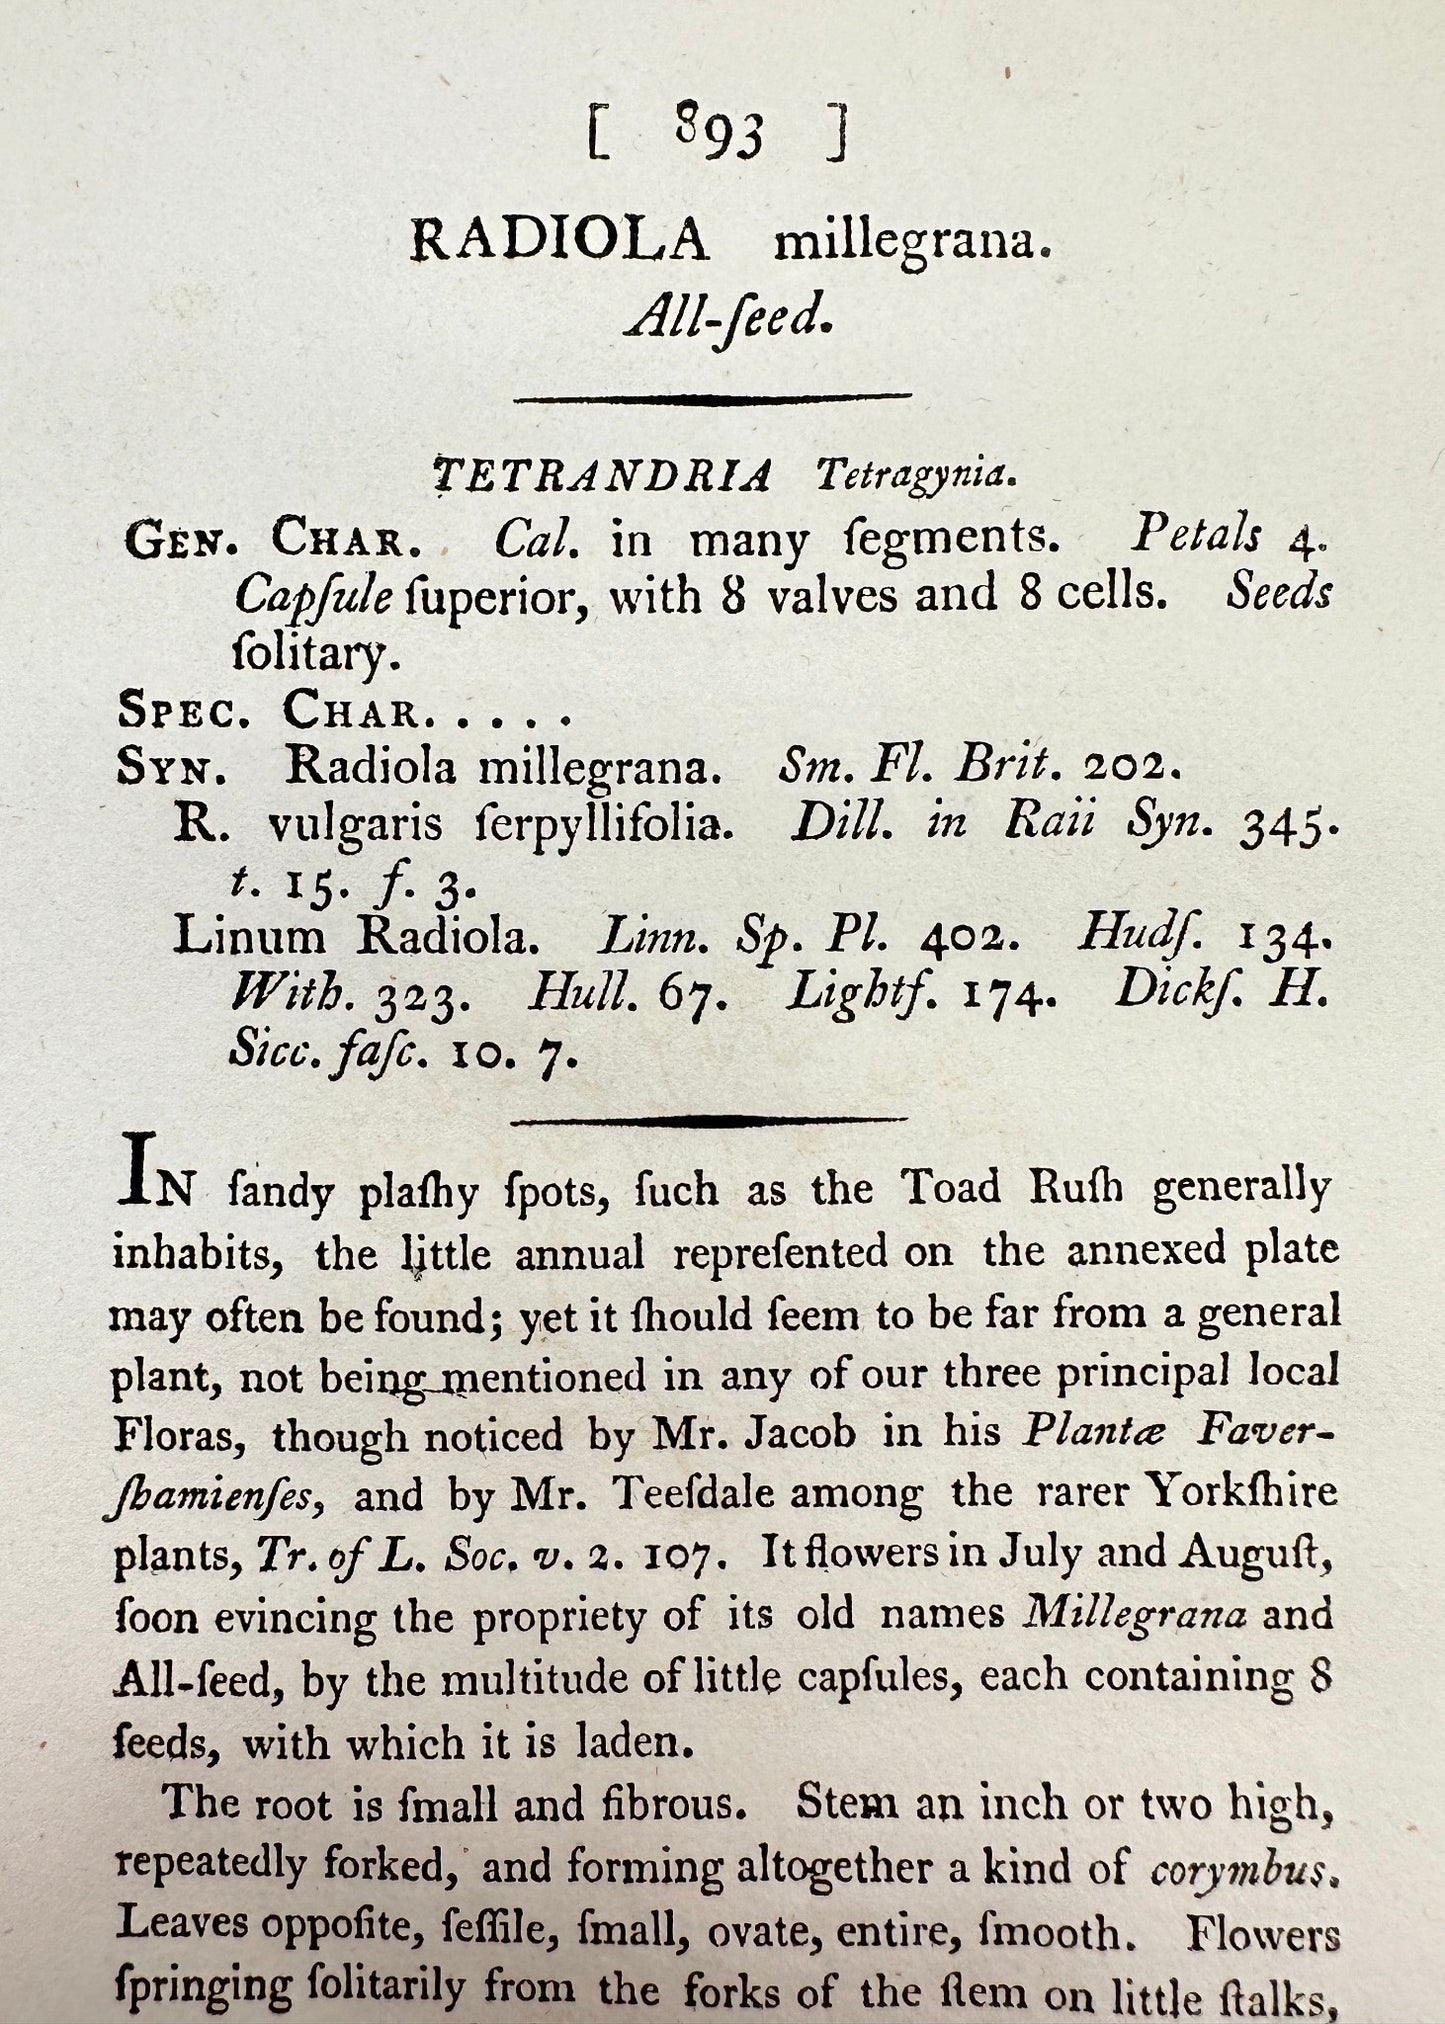 [ 893 ]
RADIOLA millegrana.
All-ſeed.
TETRANDRIA Tetragynia.
GEN. CHAR. Cal. in many ſegments. Petals 4.
Capſule ſuperior, with 8 valves and 8 cells. Seeds
ſolitary.
SPEC. CHAR. . . . .
SYN. Radiola millegrana. Sm. Fl. Brit. 202.
R. vulgaris ſerpyllifolia. Dill. in Raii Syn. 345.
t. 15. f. 3.
Linum Radiola. Linn. Sp. Pl. 402. Hudſ. 134.
With. 323. Hull. 67. Lightf. 174. Dickſ. H.
Sicc. faſc. 10. 7.
IN ſandy plaſhy ſpots, ſuch as the Toad Ruſh generally
inhabits, the little annual repreſented on the annexed plate
may often be found; yet it ſhould ſeem to be far from a general
plant, not being mentioned in any of our three principal local
Floras, though noticed by Mr. Jacob in his Plantæ Faver-
ſhamienſes, and by Mr. Teeſdale among the rarer Yorkſhire
plants, Tr. of L. Soc. v. 2. 107. It flowers in July and Auguſt,
ſoon evincing the propriety of its old names Millegrana and
All-ſeed, by the multitude of little capſules, each containing 8
ſeeds, with which it is laden.
The root is ſmall and fibrous. Stem an inch or two high,
repeatedly forked, and forming altogether a kind of corymbus.
Leaves oppoſite, ſeſſile, ſmall, ovate, entire, ſmooth. Flowers
ſpringing ſolitarily from the forks of the ſtem on little ſtalks,